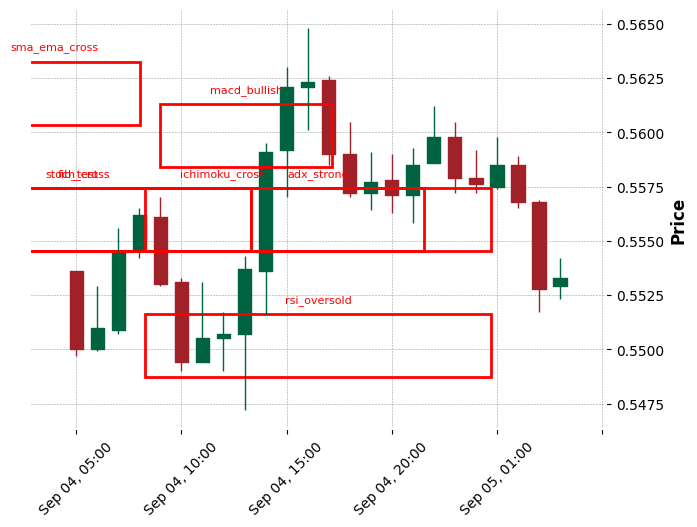 sma_ema_cross
macd_bullish
fib_test
ichimoku_cross
adx_strong
rsi_oversold
0.5650
0.5625
0.5600
0.5575
0.5550
0.5525
0.5500
0.5475
Price
Sep 04, 05:00
Sep 04, 10:00
Sep 04, 15:00
Sep 04, 20:00
Sep 05, 01:00